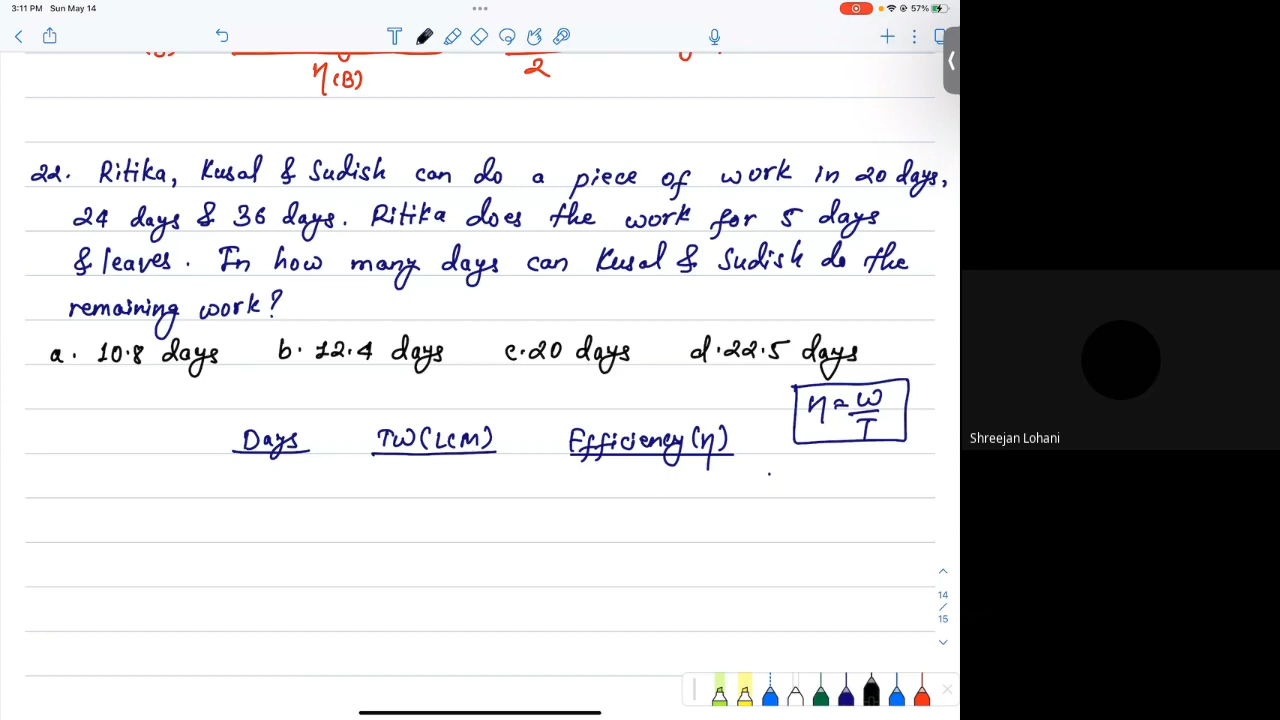 3:11 PM Sun May 14
57%
η(B)
2
22. Ritika, Kusal & Sudish can do a piece of work in 20 days,
24 days & 36 days. Ritika does the work for 5 days
& leaves. In how many days can Kusal & Sudish do the
remaining work?
a. 10.8 days b. 12.4 days c. 20 days d. 22.5 days
η = W/T
Days TW(LCM) Efficiency(η)
Shreejan Lohani
14
/
15